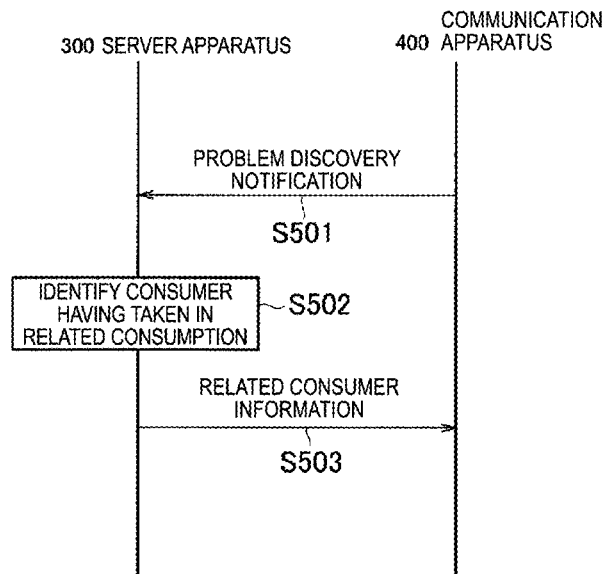 300 SERVER APPARATUS
COMMUNICATION
400 APPARATUS
PROBLEM DISCOVERY
NOTIFICATION
S501
IDENTIFY CONSUMER
HAVING TAKEN IN
RELATED CONSUMPTION
S502
RELATED CONSUMER
INFORMATION
S503